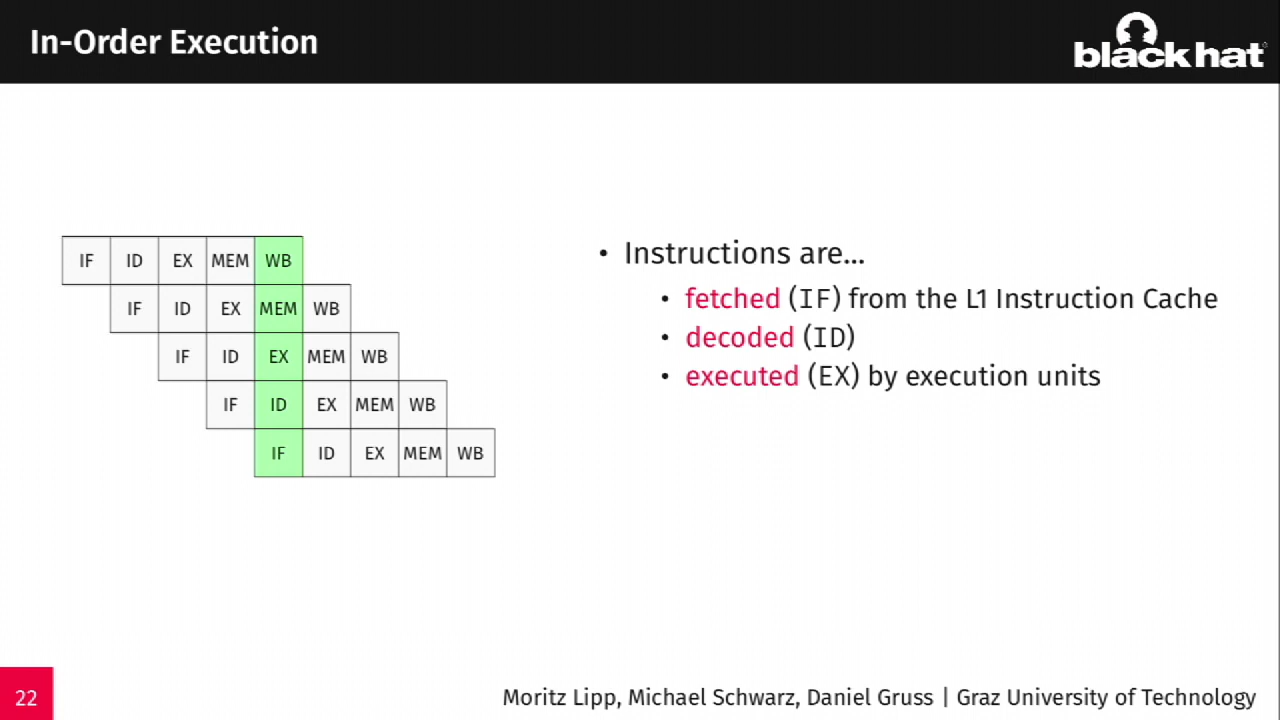 In-Order Execution
black hat
IF ID EX MEM WB
IF ID EX MEM WB
IF ID EX MEM WB
IF ID EX MEM WB
IF ID EX MEM WB
• Instructions are...
• fetched (IF) from the L1 Instruction Cache
• decoded (ID)
• executed (EX) by execution units
22
Moritz Lipp, Michael Schwarz, Daniel Gruss | Graz University of Technology